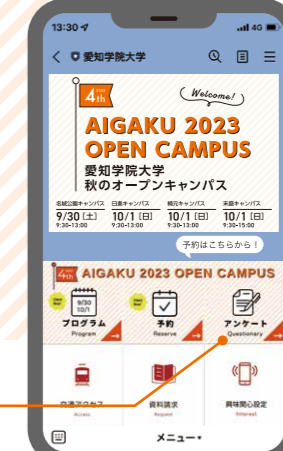 13:30
4G
愛知学院大学
4th
Welcome!
AIGAKU 2023
OPEN CAMPUS
愛知学院大学
秋のオープンキャンパス
名城公園キャンパス 日進キャンパス 楠元キャンパス 末盛キャンパス
9/30 [土] 10/1 [日] 10/1 [日] 10/1 [日]
9:30-13:00 9:30-15:00 9:30-13:00 9:30-15:00
予約はこちらから！
4th AIGAKU 2023 OPEN CAMPUS
9/30
10/1
プログラム 予約 アンケート
Program Reserve Questionary
交通アクセス 資料請求 興味関心設定
Access Request Interest
メニュー▾